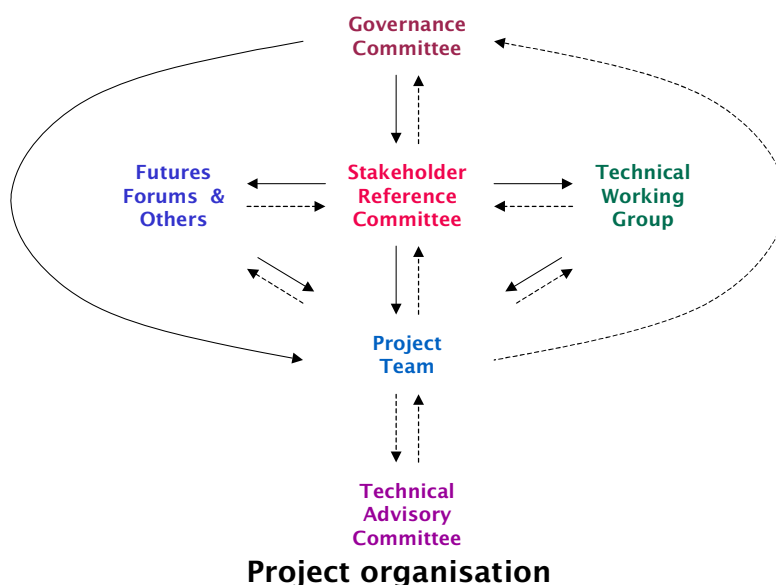 Governance
Committee
Futures
Forums & 
Others
Stakeholder
Reference
Committee
Technical
Working
Group
Project
Team
Technical
Advisory
Committee
Project organisation